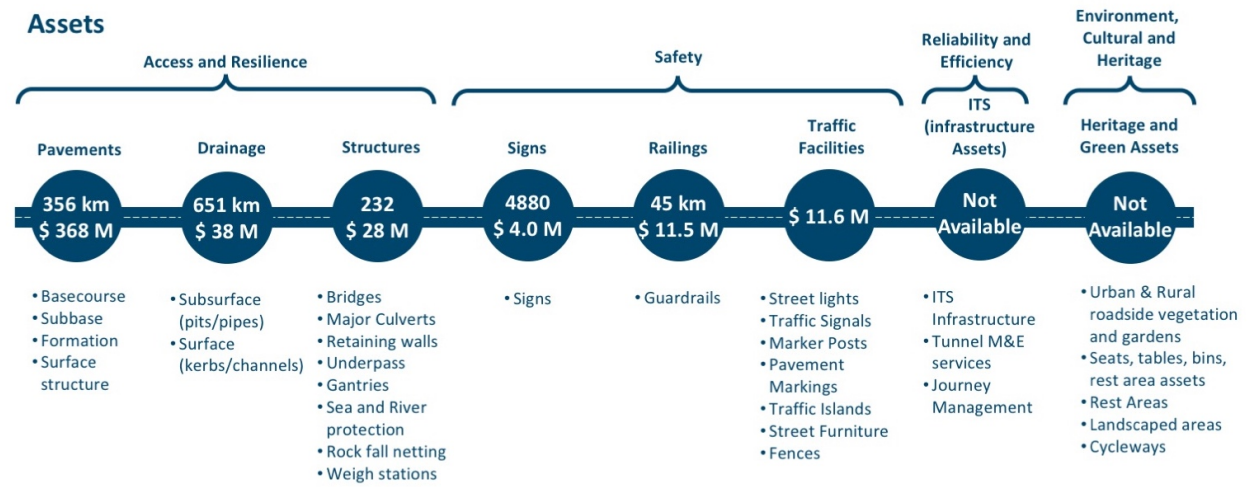 Assets
Access and Resilience
Safety
Reliability and
Efficiency
Environment,
Cultural and
Heritage
Pavements
Drainage
Structures
Signs
Railings
Traffic
Facilities
ITS
(infrastructure
Assets)
Heritage and
Green Assets
356 km
$ 368 M
651 km
$ 38 M
232
$ 28 M
4880
$ 4.0 M
45 km
$ 11.5 M
$ 11.6 M
Not
Available
Not
Available
• Basecourse
• Subbase
• Formation
• Surface
structure
• Subsurface
(pits/pipes)
• Surface
(kerbs/channels)
• Bridges
• Major Culverts
• Retaining walls
• Underpass
• Gantries
• Sea and River
protection
• Rock fall netting
• Weigh stations
• Signs
• Guardrails
• Street lights
• Traffic Signals
• Marker Posts
• Pavement
Markings
• Traffic Islands
• Street Furniture
• Fences
• ITS
Infrastructure
• Tunnel M&E
services
• Journey
Management
• Urban & Rural
roadside vegetation
and gardens
• Seats, tables, bins,
rest area assets
• Rest Areas
• Landscaped areas
• Cycleways